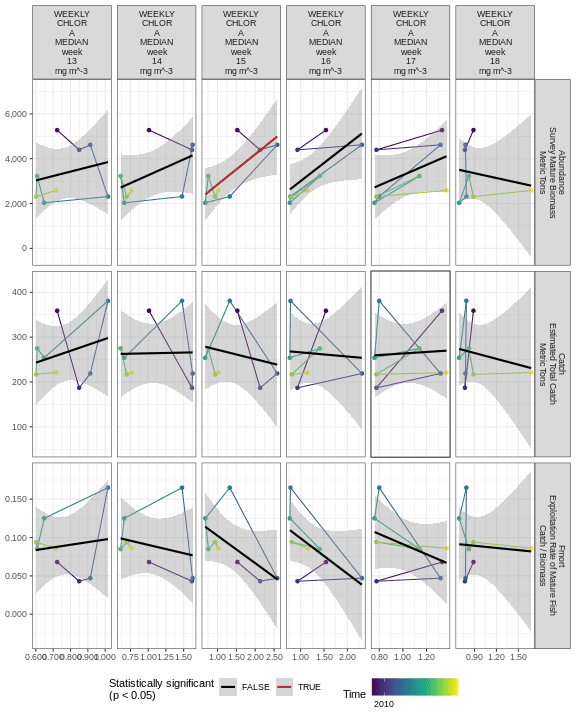 WEEKLY
CHLOR
A
MEDIAN
week
13
mg m^-3
WEEKLY
CHLOR
A
MEDIAN
week
14
mg m^-3
WEEKLY
CHLOR
A
MEDIAN
week
15
mg m^-3
WEEKLY
CHLOR
A
MEDIAN
week
16
mg m^-3
WEEKLY
CHLOR
A
MEDIAN
week
17
mg m^-3
WEEKLY
CHLOR
A
MEDIAN
week
18
mg m^-3
6,000
4,000
2,000
0
Abundance
Survey Mature Biomass
Metric Tons
400
300
200
100
Catch
Estimated Total Catch
Metric Tons
0.150
0.100
0.050
0.000
Fmort
Exploitation Rate of Mature Fish
Catch / Biomass
0.600 0.700 0.800 0.900 1.000
0.75 1.00 1.25 1.50
1.00 1.50 2.00 2.50
1.00 1.50 2.00
0.80 1.00 1.20
0.90 1.20 1.50
Statistically significant
(p < 0.05)
FALSE
TRUE
Time
2010